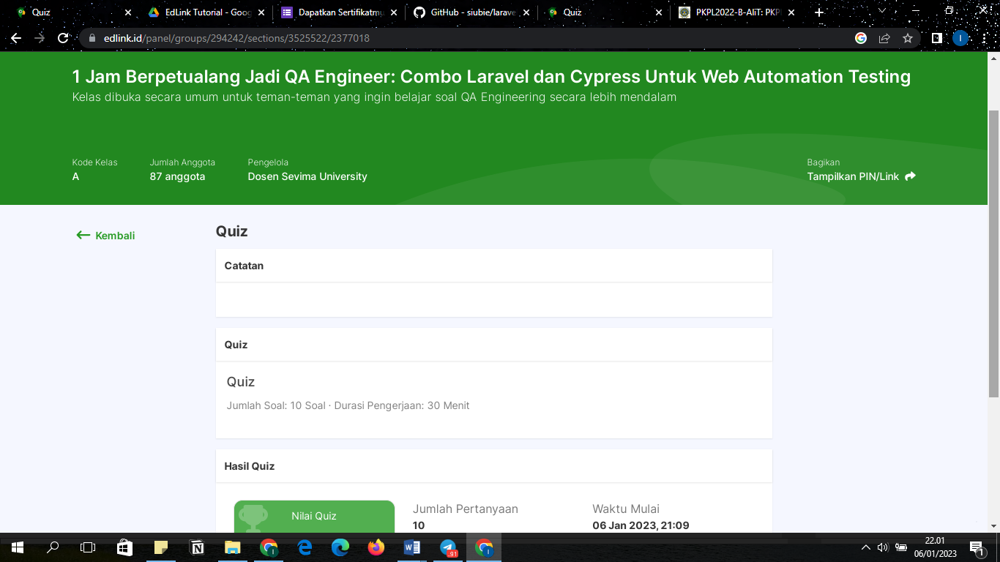 Quiz
EdLink Tutorial - Goog
Dapatkan Sertifikatmu
GitHub - siubie/larave
Quiz
PKPL2022-B-AliT: PKPL
edlink.id/panel/groups/294242/sections/3525522/2377018
1 Jam Berpetualang Jadi QA Engineer: Combo Laravel dan Cypress Untuk Web Automation Testing
Kelas dibuka secara umum untuk teman-teman yang ingin belajar soal QA Engineering secara lebih mendalam
Kode Kelas
A
Jumlah Anggota
87 anggota
Pengelola
Dosen Sevima University
Bagikan
Tampilkan PIN/Link
Kembali
Quiz
Catatan
Quiz
Quiz
Jumlah Soal: 10 Soal · Durasi Pengerjaan: 30 Menit
Hasil Quiz
Nilai Quiz
Jumlah Pertanyaan
10
Waktu Mulai
06 Jan 2023, 21:09
91
22.01
06/01/2023
1